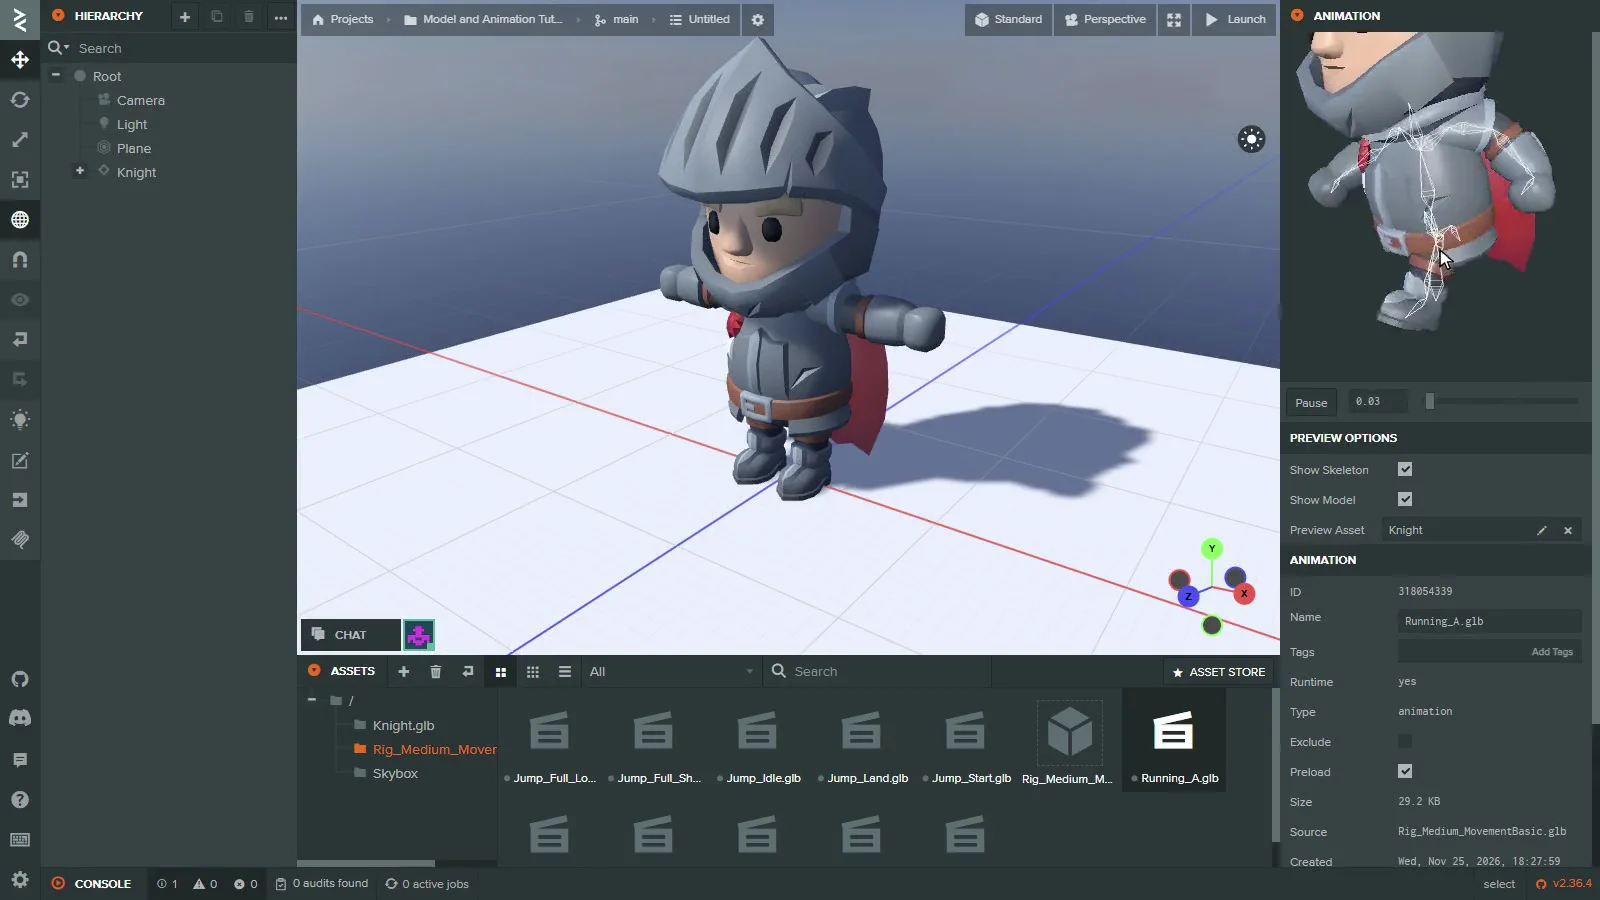 HIERARCHY
Search
Root
Camera
Light
Plane
Knight
Projects
Model and Animation Tut...
main
Untitled
Standard
Perspective
Launch
Y
Z
X
CHAT
ASSETS
All
Search
ASSET STORE
/
Knight.glb
Rig_Medium_Mover
Skybox
Jump_Full_Lo...
Jump_Full_Sh...
Jump_Idle.glb
Jump_Land.glb
Jump_Start.glb
Rig_Medium_M...
Running_A.glb
CONSOLE
1
0
0
0 audits found
0 active jobs
select
v2.36.4
ANIMATION
Pause
0.03
PREVIEW OPTIONS
Show Skeleton
Show Model
Preview Asset
Knight
ANIMATION
ID
318054339
Name
Running_A.glb
Tags
Add Tags
Runtime
yes
Type
animation
Exclude
Preload
Size
29.2 KB
Source
Rig_Medium_MovementBasic.glb
Created
Wed, Nov 25, 2026, 18:27:59